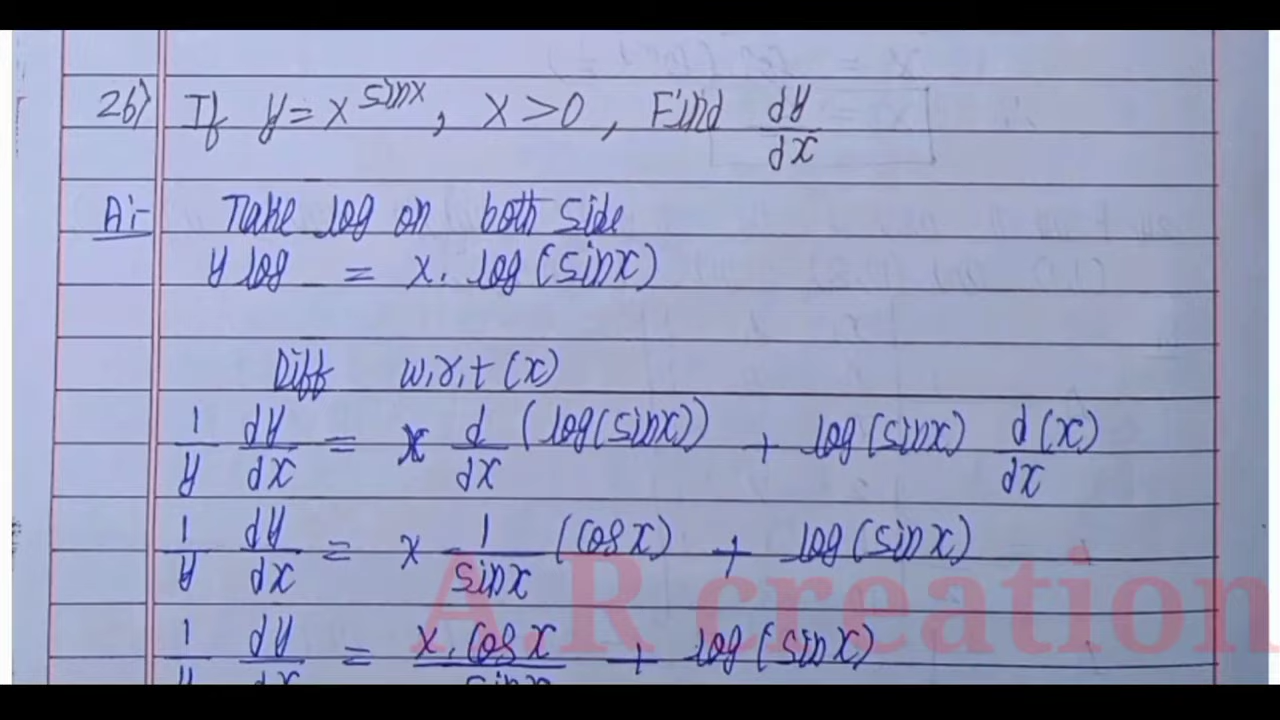 26) If y = x^sinx, x > 0, Find dy/dx
A:- Take log on both side
y log = x. log(sinx)
Diff w.r.t (x)
1/y dy/dx = x d/dx (log(sinx)) + log(sinx) d(x)/dx
1/y dy/dx = x 1/sinx (cosx) + log(sinx)
A.R creation
1/y dy/dx = x.cosx/sinx + log(sinx)